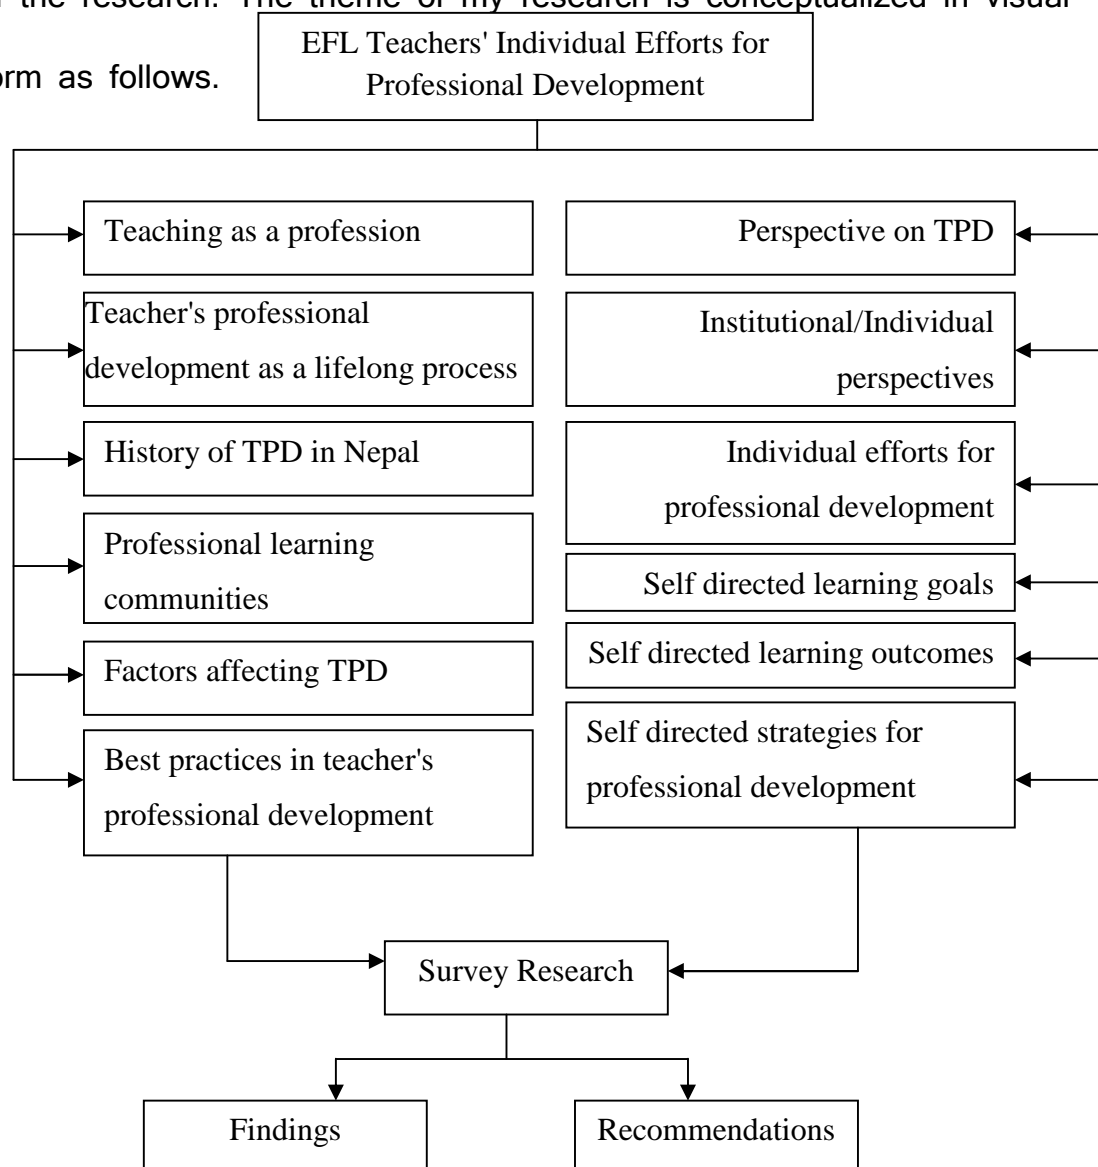 the research. The theme of my research is conceptualized in visual
EFL Teachers' Individual Efforts for
Professional Development
as follows.
Teaching as a profession
Perspective on TPD
Teacher's professional
development as a lifelong process
Institutional/Individual
perspectives
History of TPD in Nepal
Individual efforts for
professional development
Professional learning
communities
Self directed learning goals
Self directed learning outcomes
Factors affecting TPD
Self directed strategies for
professional development
Best practices in teacher's
professional development
Survey Research
Findings
Recommendations